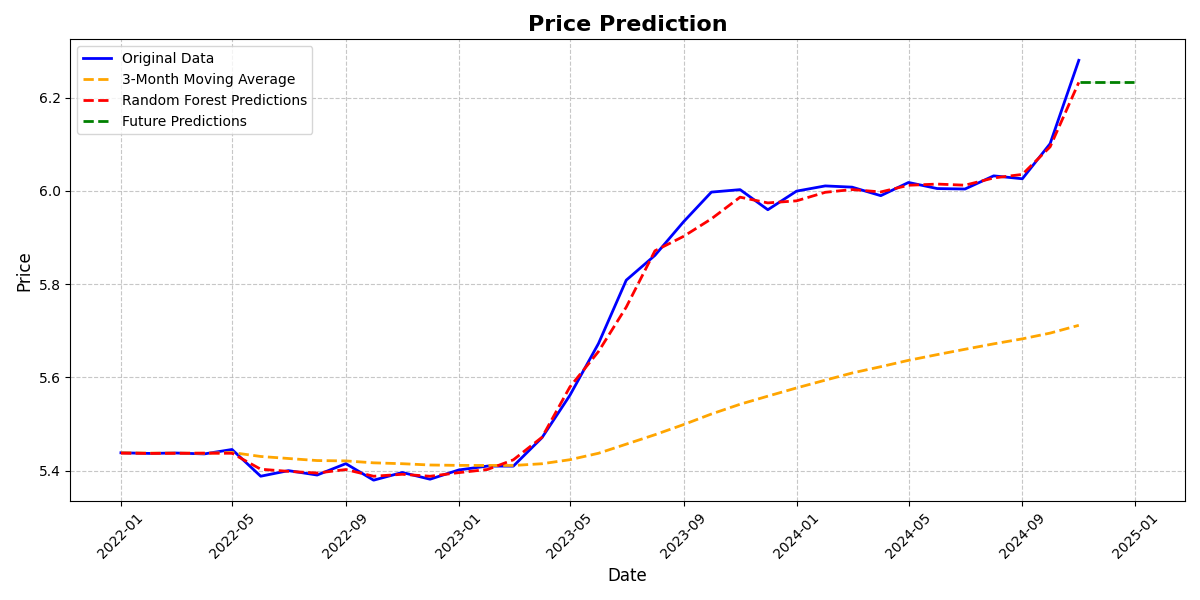 Price Prediction
Original Data
3-Month Moving Average
Random Forest Predictions
Future Predictions
Price
6.2
6.0
5.8
5.6
5.4
2022-01
2022-05
2022-09
2023-01
2023-05
2023-09
2024-01
2024-05
2024-09
2025-01
Date